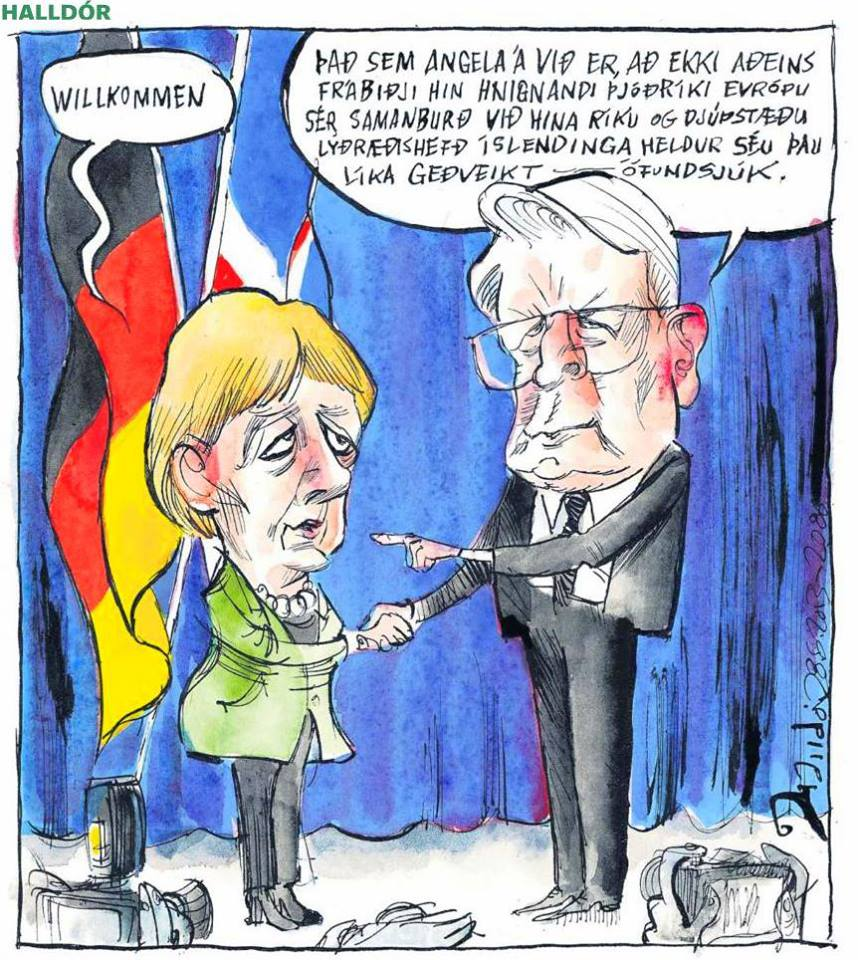 HALLDÓR
WILLKOMMEN
ÞAÐ SEM ANGELA Á VIÐ ER, AÐ EKKI AÐEINS
FRÁBIÐJI HIN HNIGNANDI ÞJÓÐRÍKI EVRÓPU
SÉR SAMANBURÐ VIÐ HINA RÍKU OG DJÚPSTÆÐU
LÝÐRÆÐISHEFÐ ÍSLENDINGA HELDUR SÉU ÞAU
LÍKA GEÐVEIKT — ÖFUNDSJÚK.
Halldór